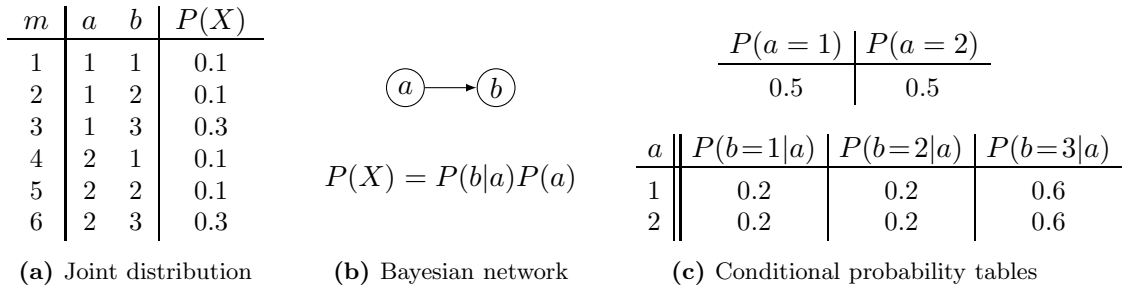 m a b P(X)
1 1 1 0.1
2 1 2 0.1
3 1 3 0.3
4 2 1 0.1
5 2 2 0.1
6 2 3 0.3
(a) Joint distribution
a b
P(X) = P(b|a)P(a)
(b) Bayesian network
P(a = 1) P(a = 2)
0.5 0.5
a P(b=1|a) P(b=2|a) P(b=3|a)
1 0.2 0.2 0.6
2 0.2 0.2 0.6
(c) Conditional probability tables